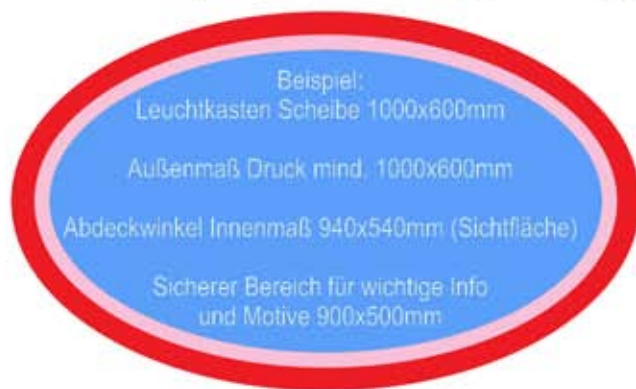 Beispiel:
Leuchtkasten Scheibe 1000x600mm
Außenmaß Druck mind. 1000x600mm
Abdeckwinkel Innenmaß 940x540mm (Sichtfläche)
Sicherer Bereich für wichtige Info
und Motive 900x500mm